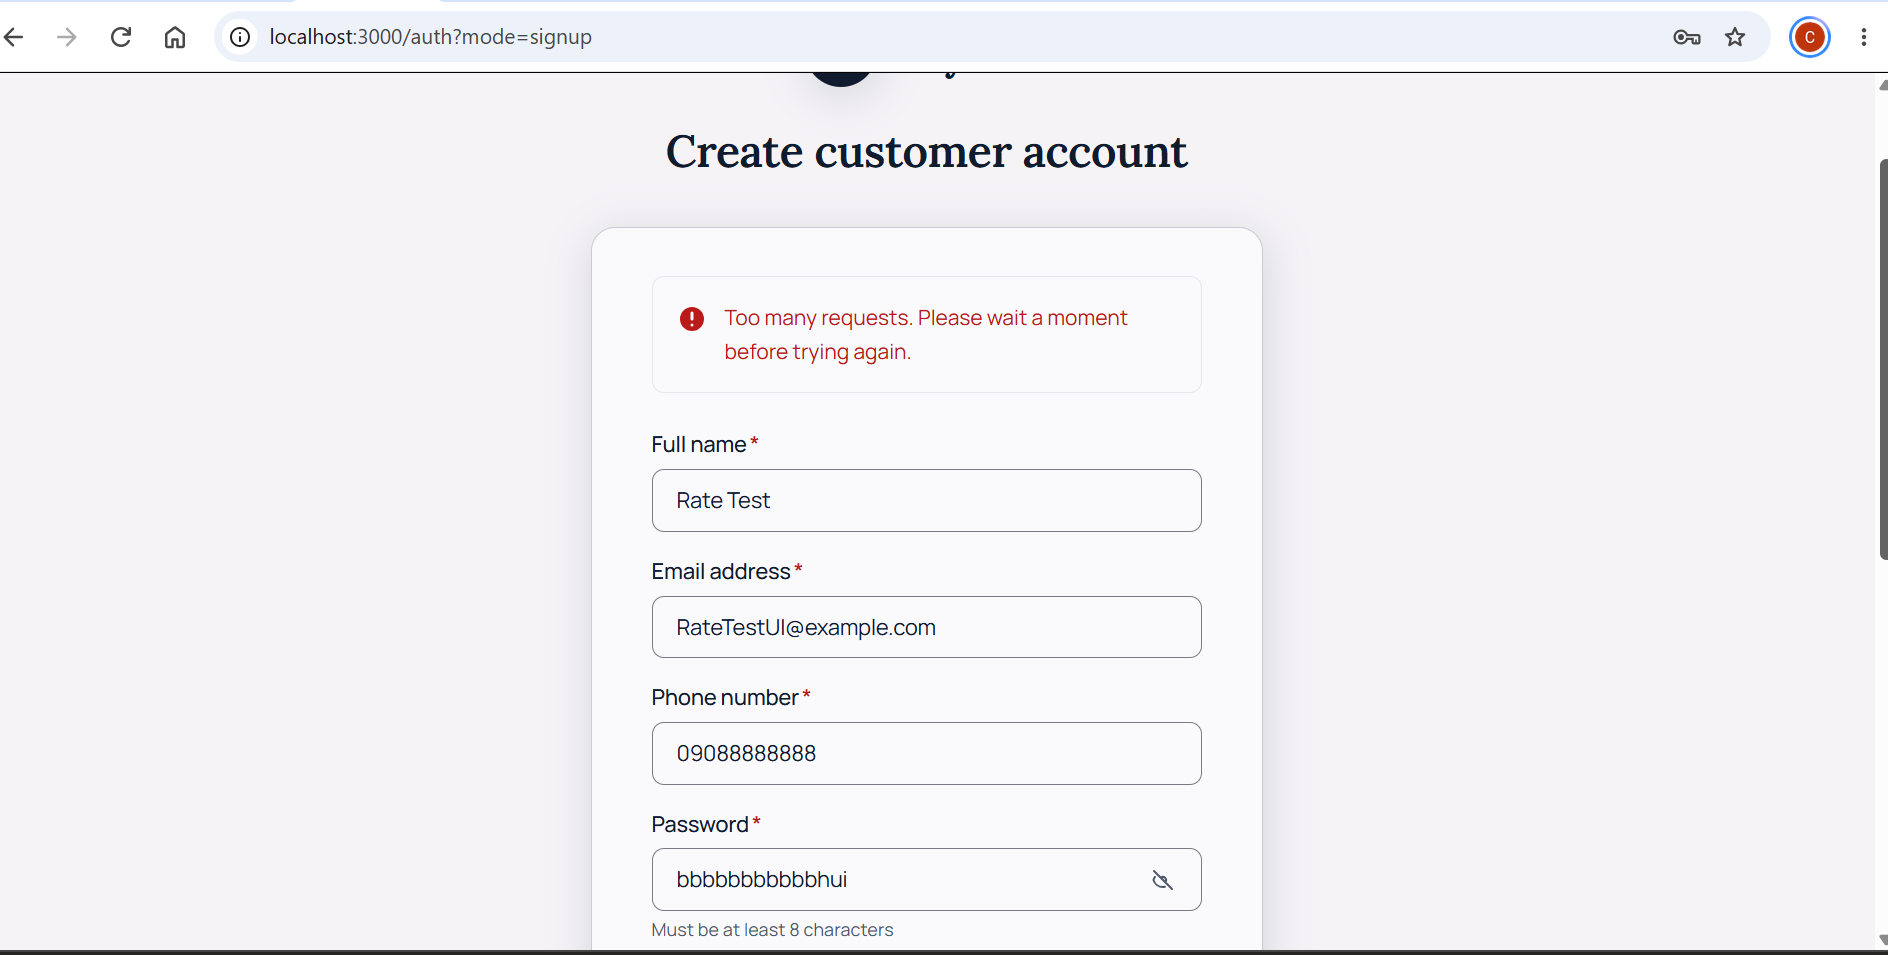 localhost:3000/auth?mode=signup
C
Create customer account
Too many requests. Please wait a moment
before trying again.
Full name*
Rate Test
Email address*
RateTestUI@example.com
Phone number*
09088888888
Password*
bbbbbbbbbbbhui
Must be at least 8 characters